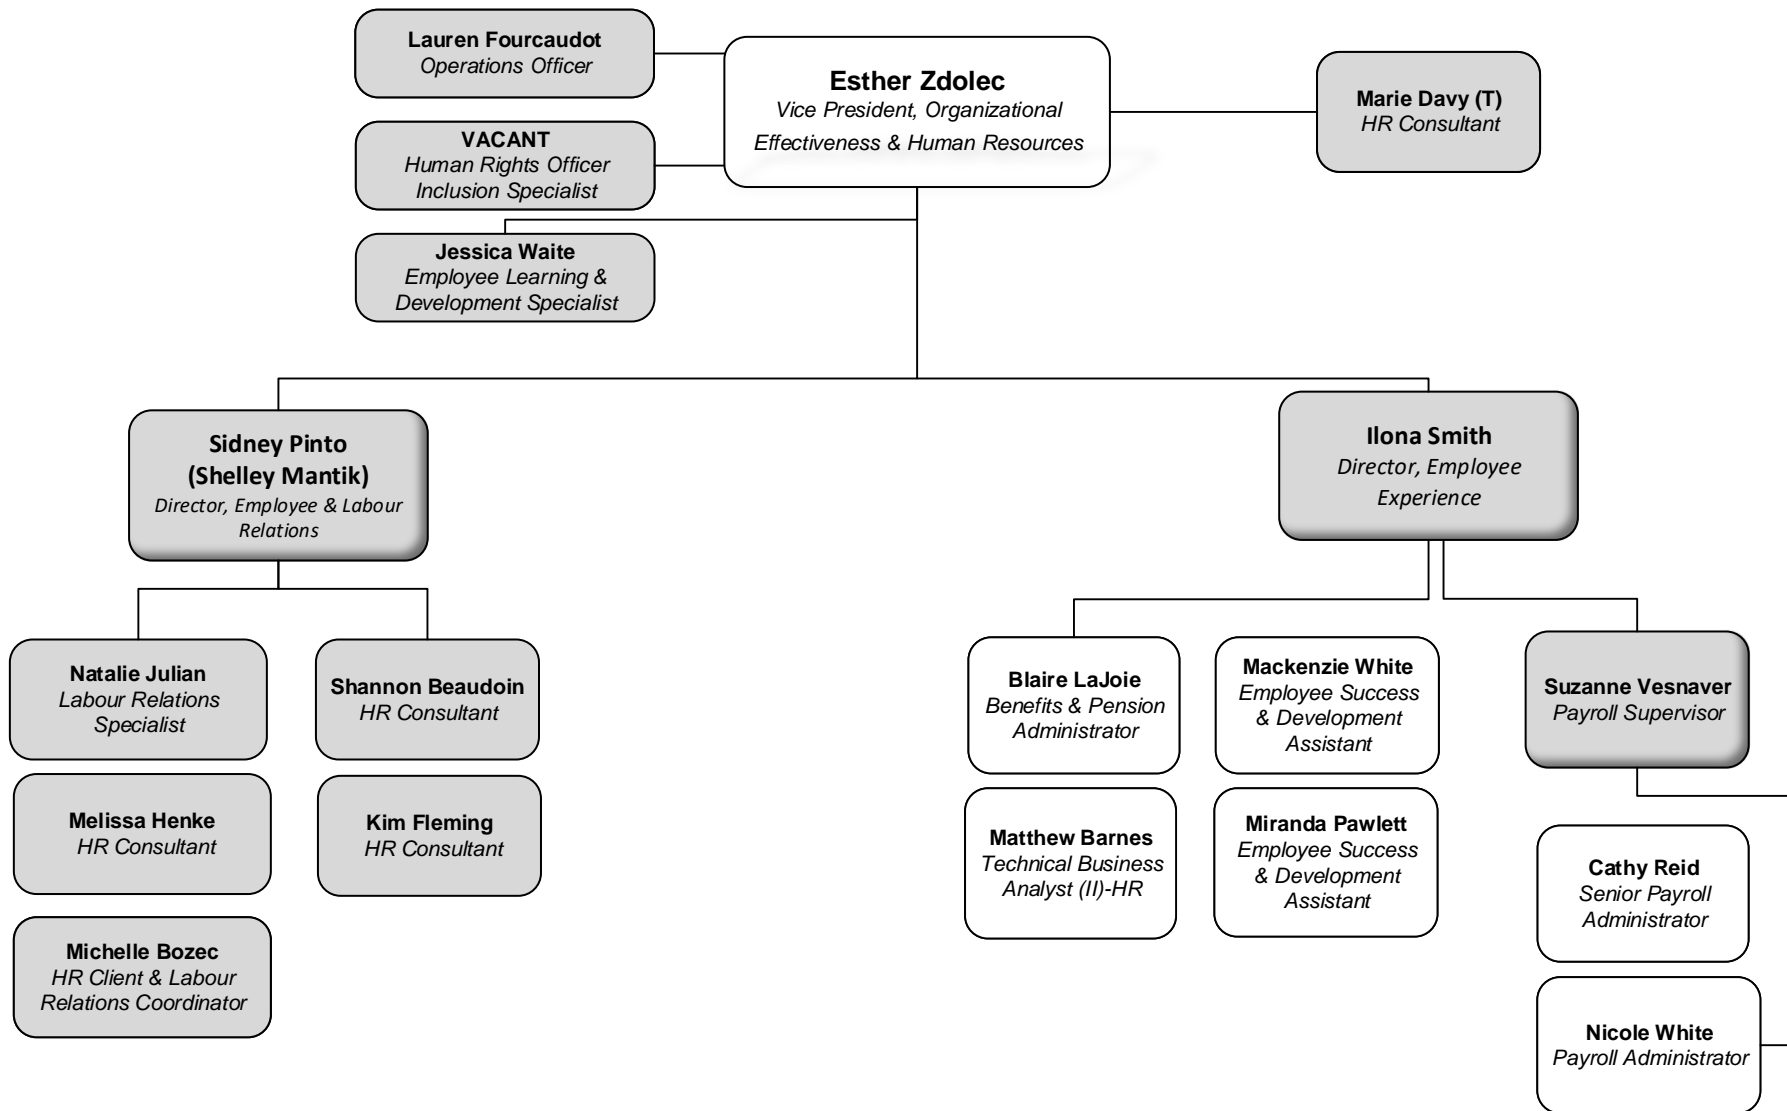 Lauren Fourcaudot
Operations Officer
Esther Zdolec
Vice President, Organizational
Effectiveness & Human Resources
Marie Davy (T)
HR Consultant
VACANT
Human Rights Officer
Inclusion Specialist
Jessica Waite
Employee Learning &
Development Specialist
Sidney Pinto
(Shelley Mantik)
Director, Employee & Labour
Relations
Ilona Smith
Director, Employee
Experience
Natalie Julian
Labour Relations
Specialist
Shannon Beaudoin
HR Consultant
Melissa Henke
HR Consultant
Kim Fleming
HR Consultant
Michelle Bozec
HR Client & Labour
Relations Coordinator
Blaire LaJoie
Benefits & Pension
Administrator
Mackenzie White
Employee Success
& Development
Assistant
Suzanne Vesnaver
Payroll Supervisor
Matthew Barnes
Technical Business
Analyst (II)-HR
Miranda Pawlett
Employee Success
& Development
Assistant
Cathy Reid
Senior Payroll
Administrator
Nicole White
Payroll Administrator